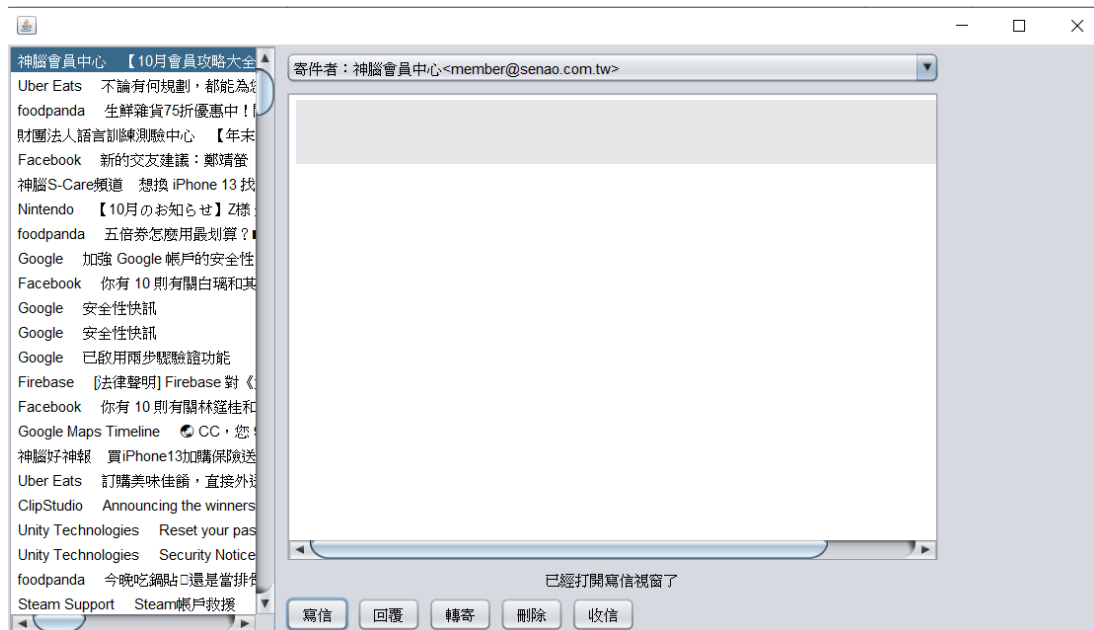 神腦會員中心 【10月會員攻略大全
Uber Eats 不論有何規劃，都能為您
foodpanda 生鮮雜貨75折優惠中！
財團法人語言訓練測驗中心 【年末
Facebook 新的交友建議：鄭靖螢
神腦S-Care頻道 想換 iPhone 13 找
Nintendo 【10月のお知らせ】Z様
foodpanda 五倍券怎麼用最划算？
Google 加強 Google 帳戶的安全性
Facebook 你有 10 則有關白璃和其
Google 安全性快訊
Google 安全性快訊
Google 已啟用兩步驟驗證功能
Firebase [法律聲明] Firebase 對《
Facebook 你有 10 則有關林筳桂和
Google Maps Timeline CC，您
神腦好神報 買iPhone13加購保險送
Uber Eats 訂購美味佳餚，直接外送
ClipStudio Announcing the winners
Unity Technologies Reset your pas
Unity Technologies Security Notice
foodpanda 今晚吃鍋貼□還是當排骨
Steam Support Steam帳戶救援
寄件者：神腦會員中心<member@senao.com.tw>
已經打開寫信視窗了
寫信 回覆 轉寄 刪除 收信